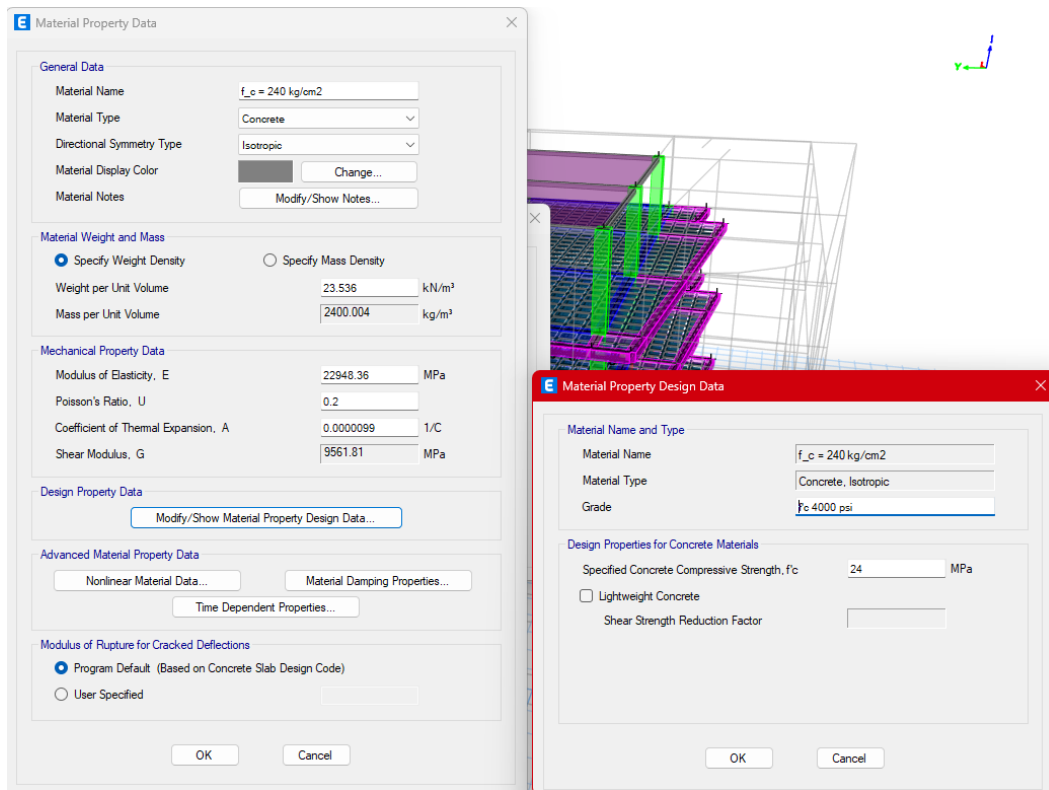 E Material Property Data
General Data
Material Name f_c = 240 kg/cm2
Material Type Concrete
Directional Symmetry Type Isotropic
Material Display Color Change...
Material Notes Modify/Show Notes...
Material Weight and Mass
Specify Weight Density Specify Mass Density
Weight per Unit Volume 23.536 kN/m³
Mass per Unit Volume 2400.004 kg/m³
Mechanical Property Data
Modulus of Elasticity, E 22948.36 MPa
Poisson's Ratio, U 0.2
Coefficient of Thermal Expansion, A 0.0000099 1/C
Shear Modulus, G 9561.81 MPa
Design Property Data
Modify/Show Material Property Design Data...
Advanced Material Property Data
Nonlinear Material Data... Material Damping Properties...
Time Dependent Properties...
Modulus of Rupture for Cracked Deflections
Program Default (Based on Concrete Slab Design Code)
User Specified
OK Cancel
Y
E Material Property Design Data
Material Name and Type
Material Name f_c = 240 kg/cm2
Material Type Concrete, Isotropic
Grade f'c 4000 psi
Design Properties for Concrete Materials
Specified Concrete Compressive Strength, f'c 24 MPa
Lightweight Concrete
Shear Strength Reduction Factor
OK Cancel